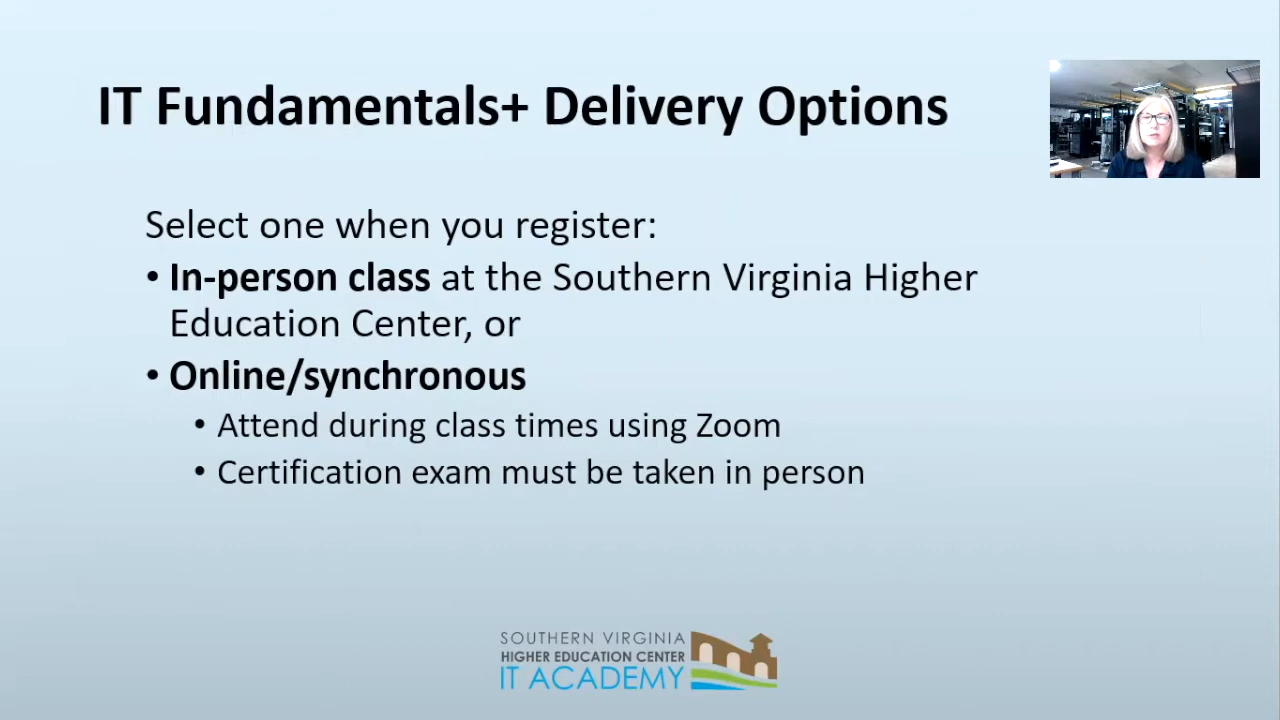 IT Fundamentals+ Delivery Options
Select one when you register:
• In-person class at the Southern Virginia Higher
Education Center, or
• Online/synchronous
• Attend during class times using Zoom
• Certification exam must be taken in person
SOUTHERN VIRGINIA
HIGHER EDUCATION CENTER
IT ACADEMY